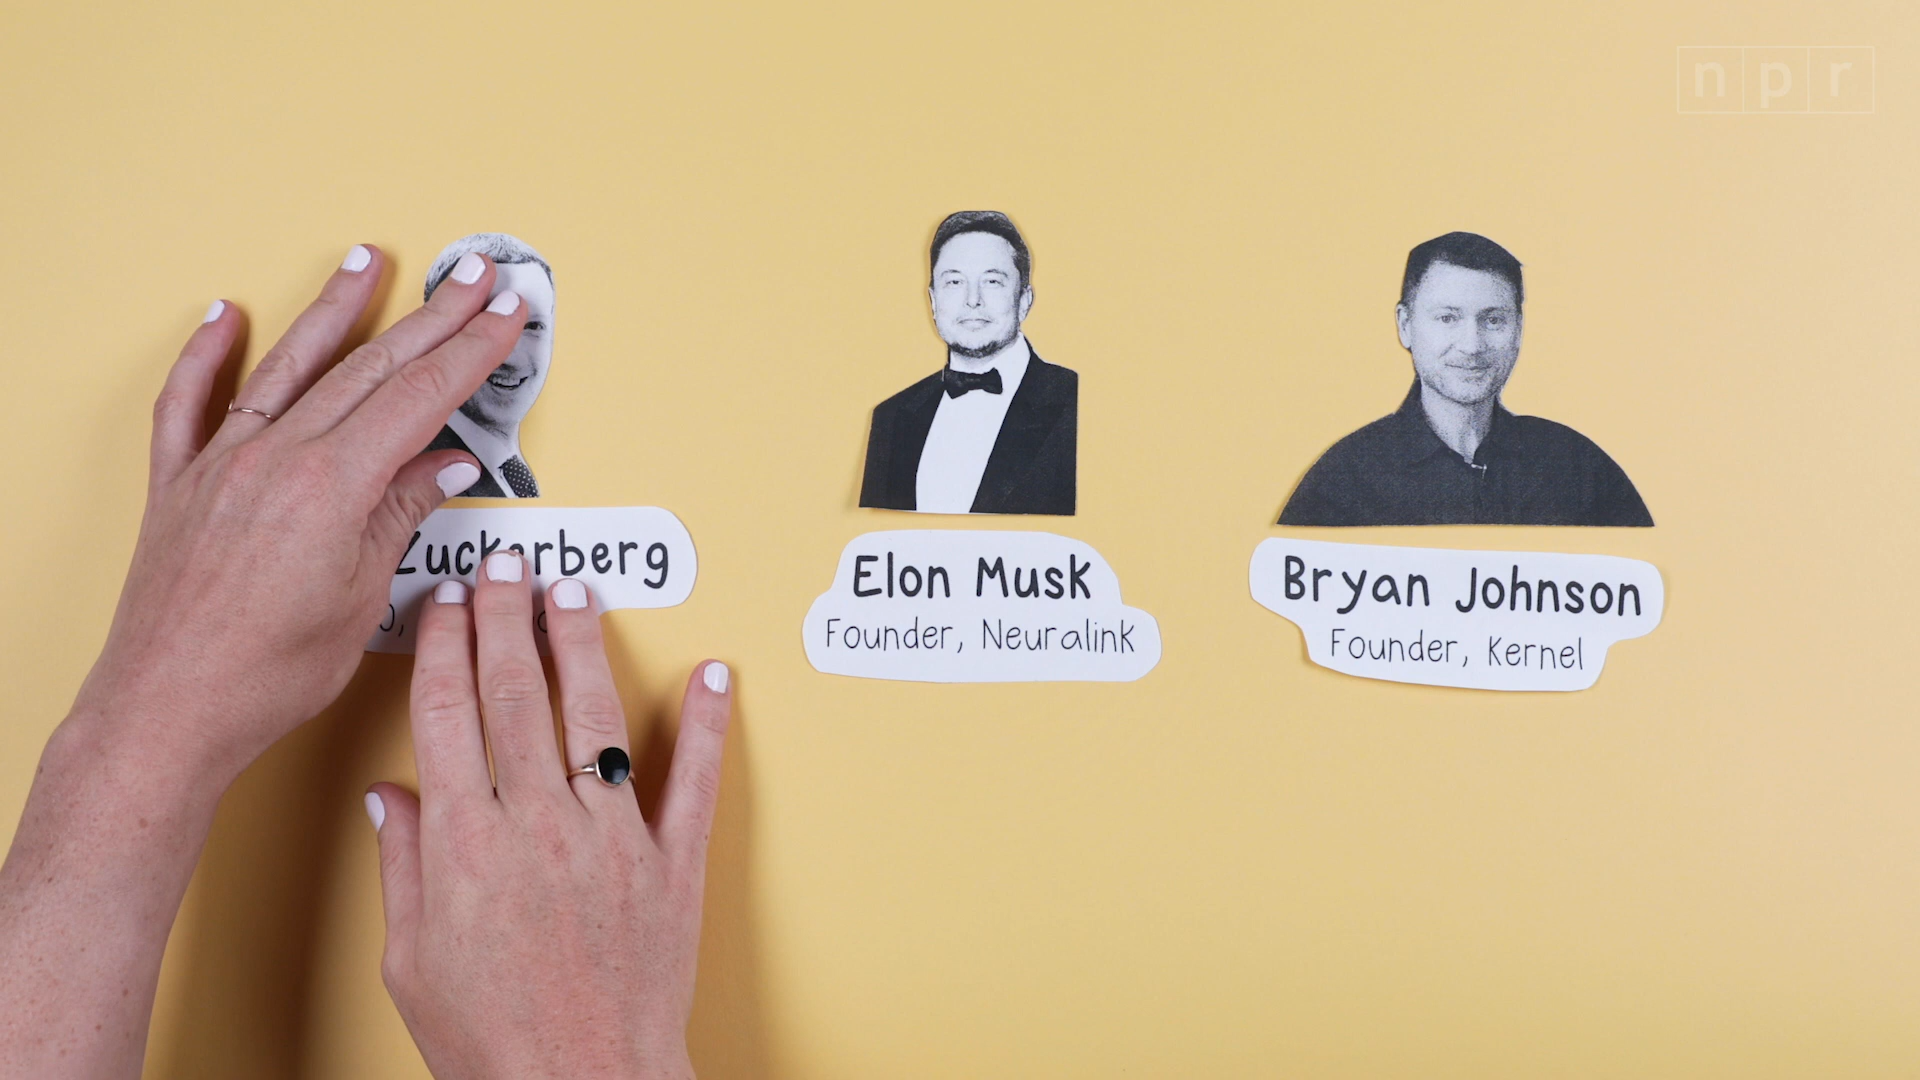 npr
Zuckerberg
Elon Musk
Founder, Neuralink
Bryan Johnson
Founder, Kernel